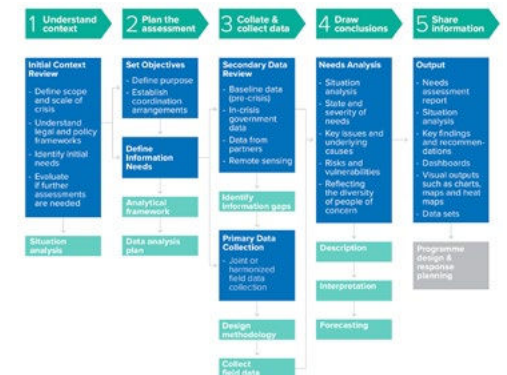 1 Understand
context
2 Plan the
assessment
3 Collate &
collect data
4 Draw
conclusions
5 Share
information
Initial Context
Review
- Define scope
and scale of
crisis
- Understand
legal and policy
frameworks
- Identify initial
needs
- Evaluate
if further
assessments
are needed
Situation
analysis
Set Objectives
- Define purpose
- Establish
coordination
arrangements
Define
Information
Needs
Analytical
framework
Data analysis
plan
Secondary Data
Review
- Baseline data
(pre-crisis)
- In-crisis
government
data
- Data from
partners
- Remote sensing
Identify
information gaps
Primary Data
Collection
- Joint or
harmonized
field data
collection
Design
methodology
Collect
field data
Needs Analysis
- Situation
analysis
- State and
severity of
needs
- Key issues and
underlying
causes
- Risks and
vulnerabilities
- Reflecting
the diversity
of people of
concern
Description
Interpretation
Forecasting
Output
- Needs
assessment
report
- Situation
analysis
- Key findings
and recommen-
dations
- Dashboards
- Visual outputs
such as charts,
maps and heat
maps
- Data sets
Programme
design &
response
planning